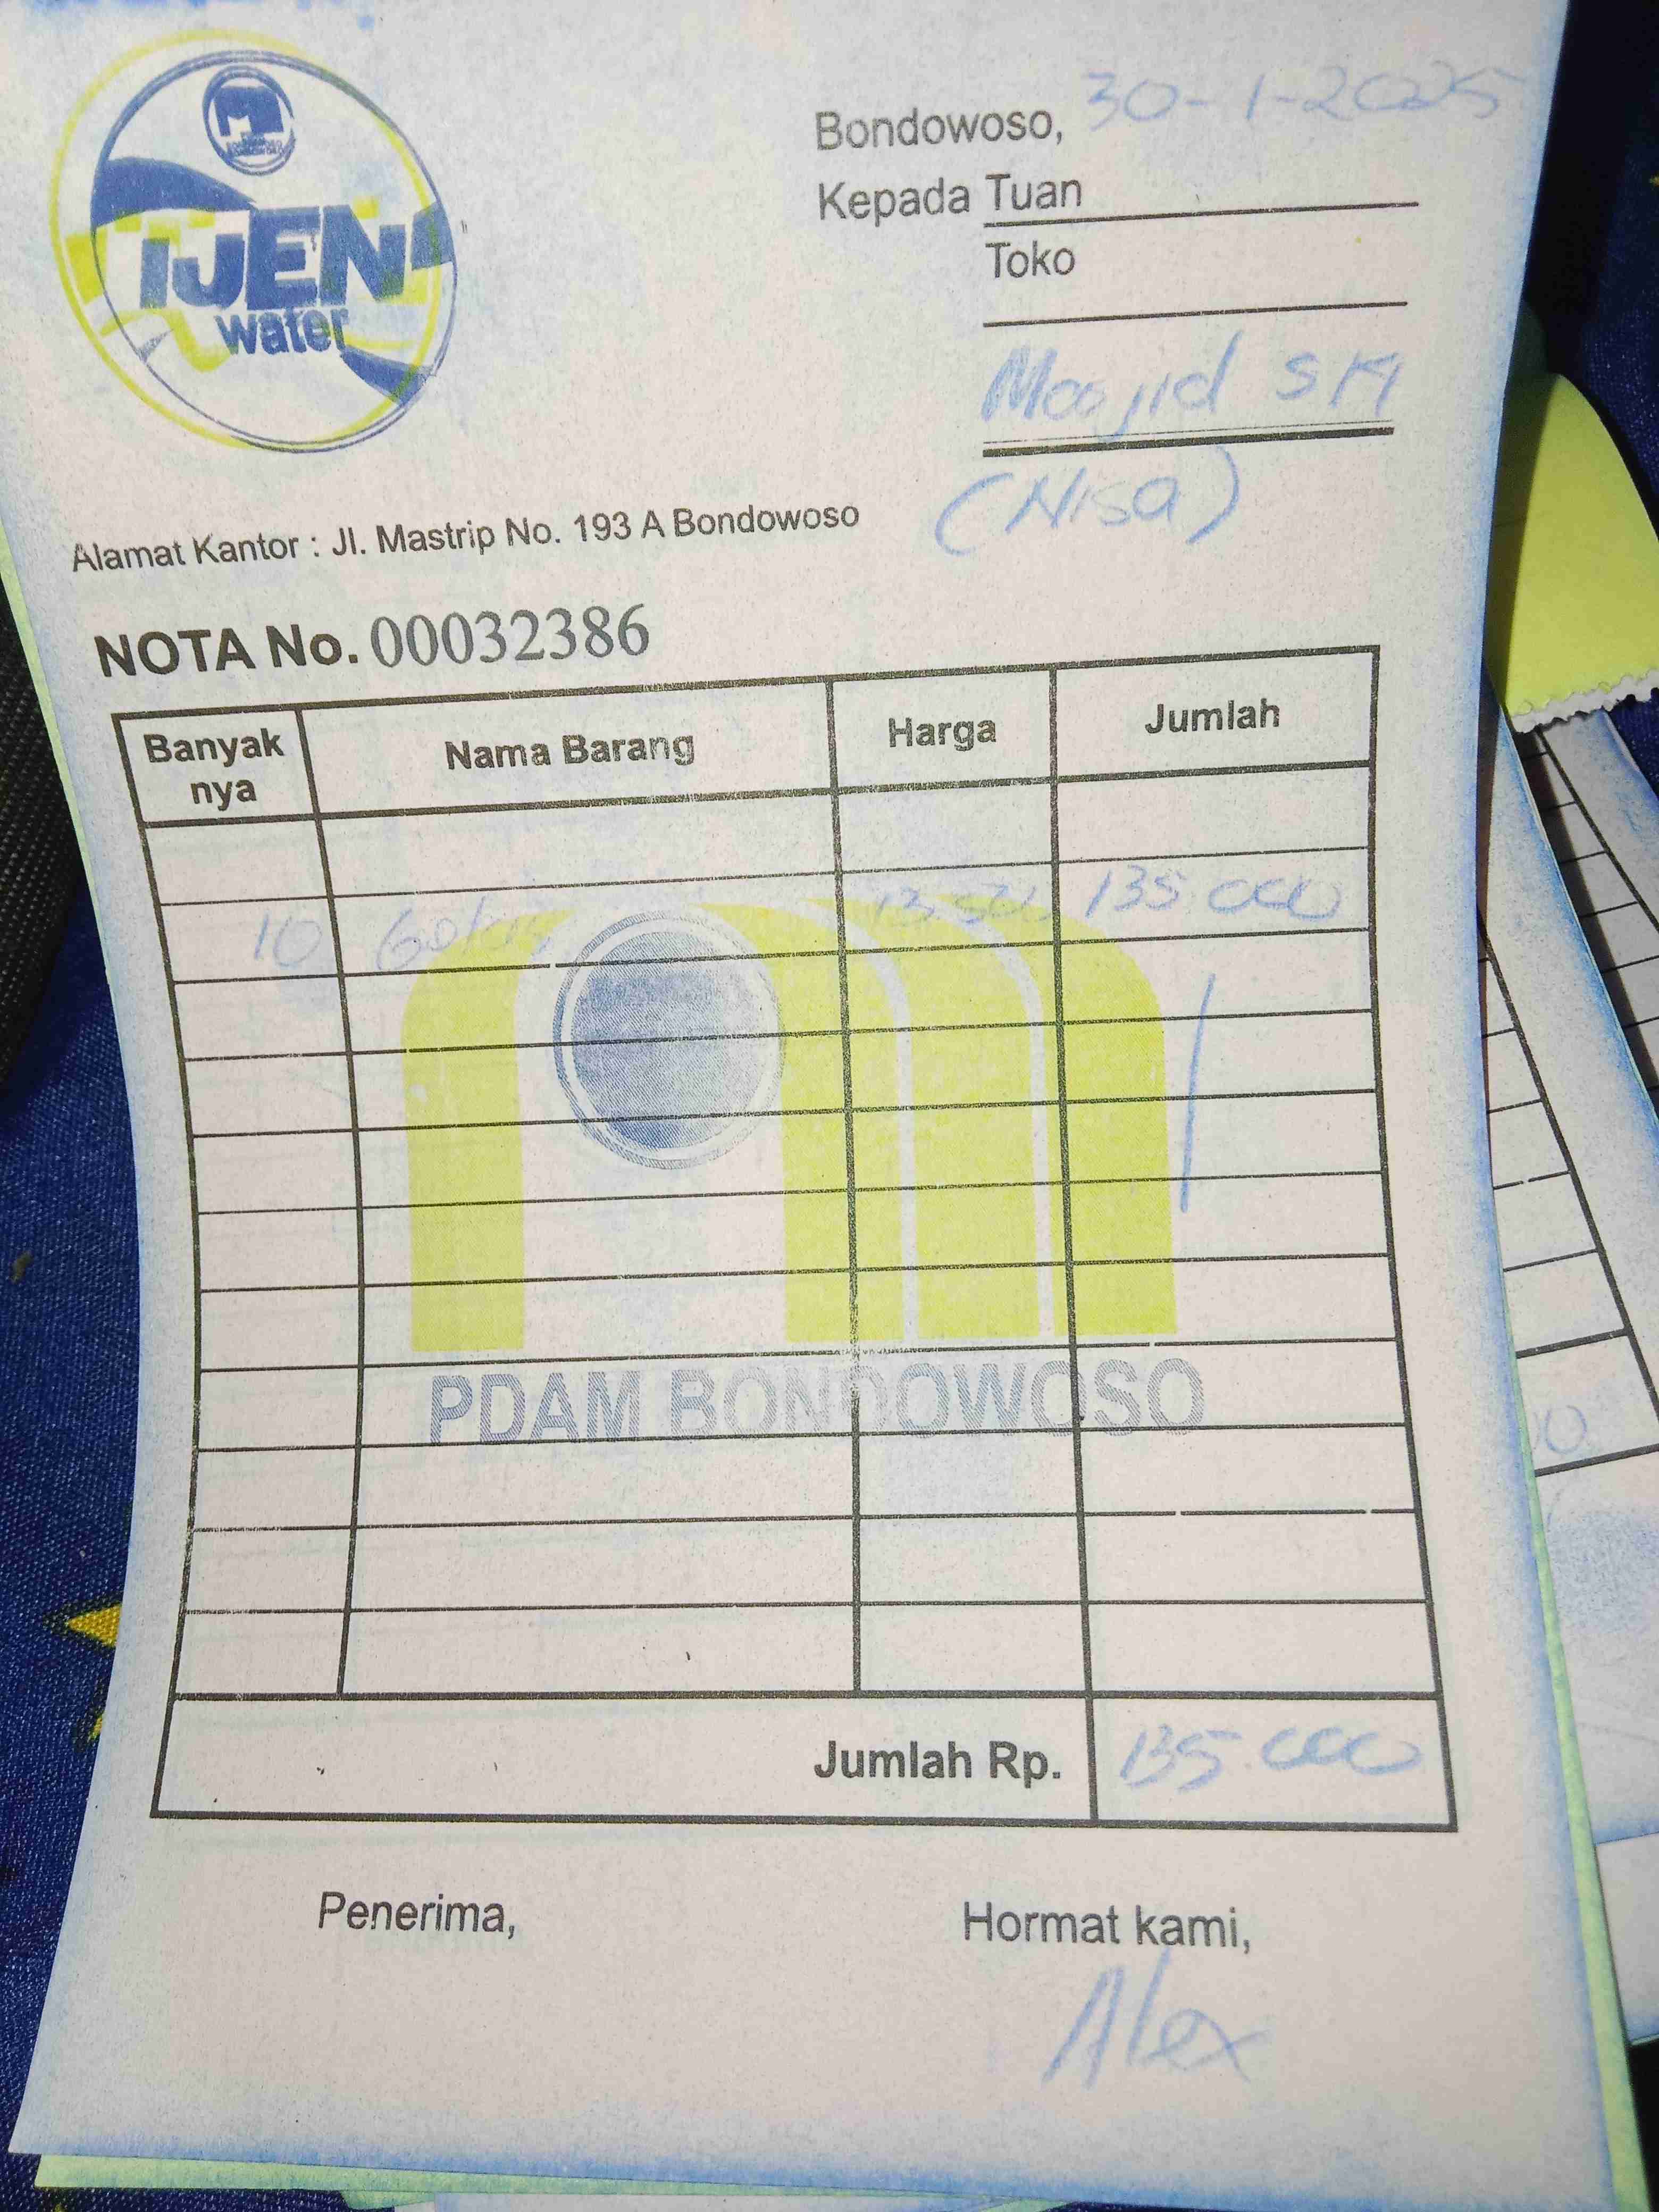 IJEN
water
Bondowoso, 30-1-2025
Kepada Tuan
Toko
Masjid SM
(Nisa)
Alamat Kantor : Jl. Mastrip No. 193 A Bondowoso
NOTA No. 00032386
Banyak nya Nama Barang Harga Jumlah
10 Gelas 13.500 135.000
PDAM BONDOWOSO
Jumlah Rp. 135.000
Penerima, Hormat kami,
Alex